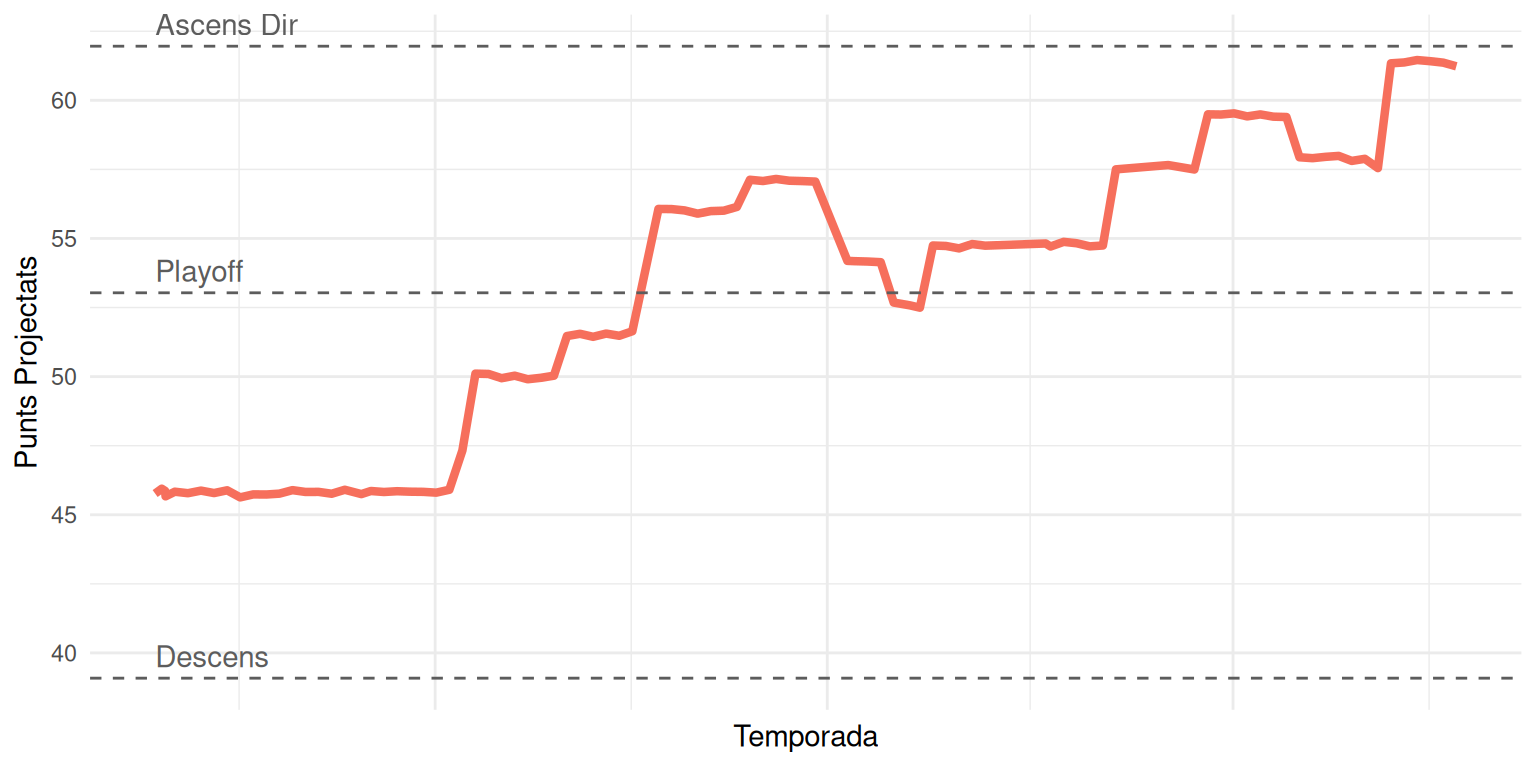 Ascens Dir
60
55
Playoff
50
45
40
Descens
Punts Projectats
Temporada